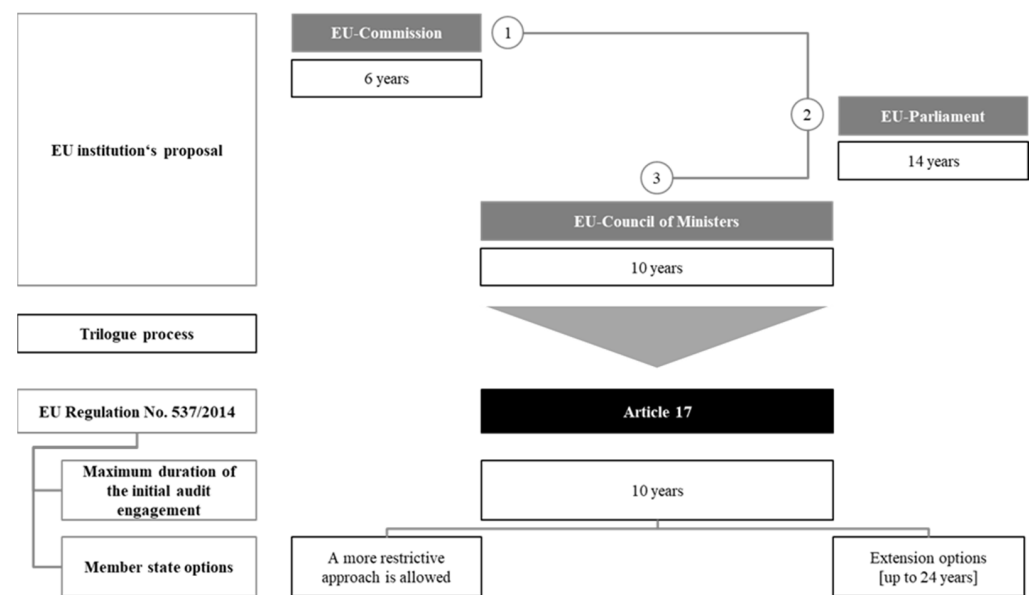 EU-Commission
1
6 years
2
EU-Parliament
EU institution‘s proposal
14 years
3
EU-Council of Ministers
10 years
Trilogue process
EU Regulation No. 537/2014
Article 17
Maximum duration of
the initial audit
engagement
10 years
Member state options
A more restrictive
approach is allowed
Extension options
[up to 24 years]